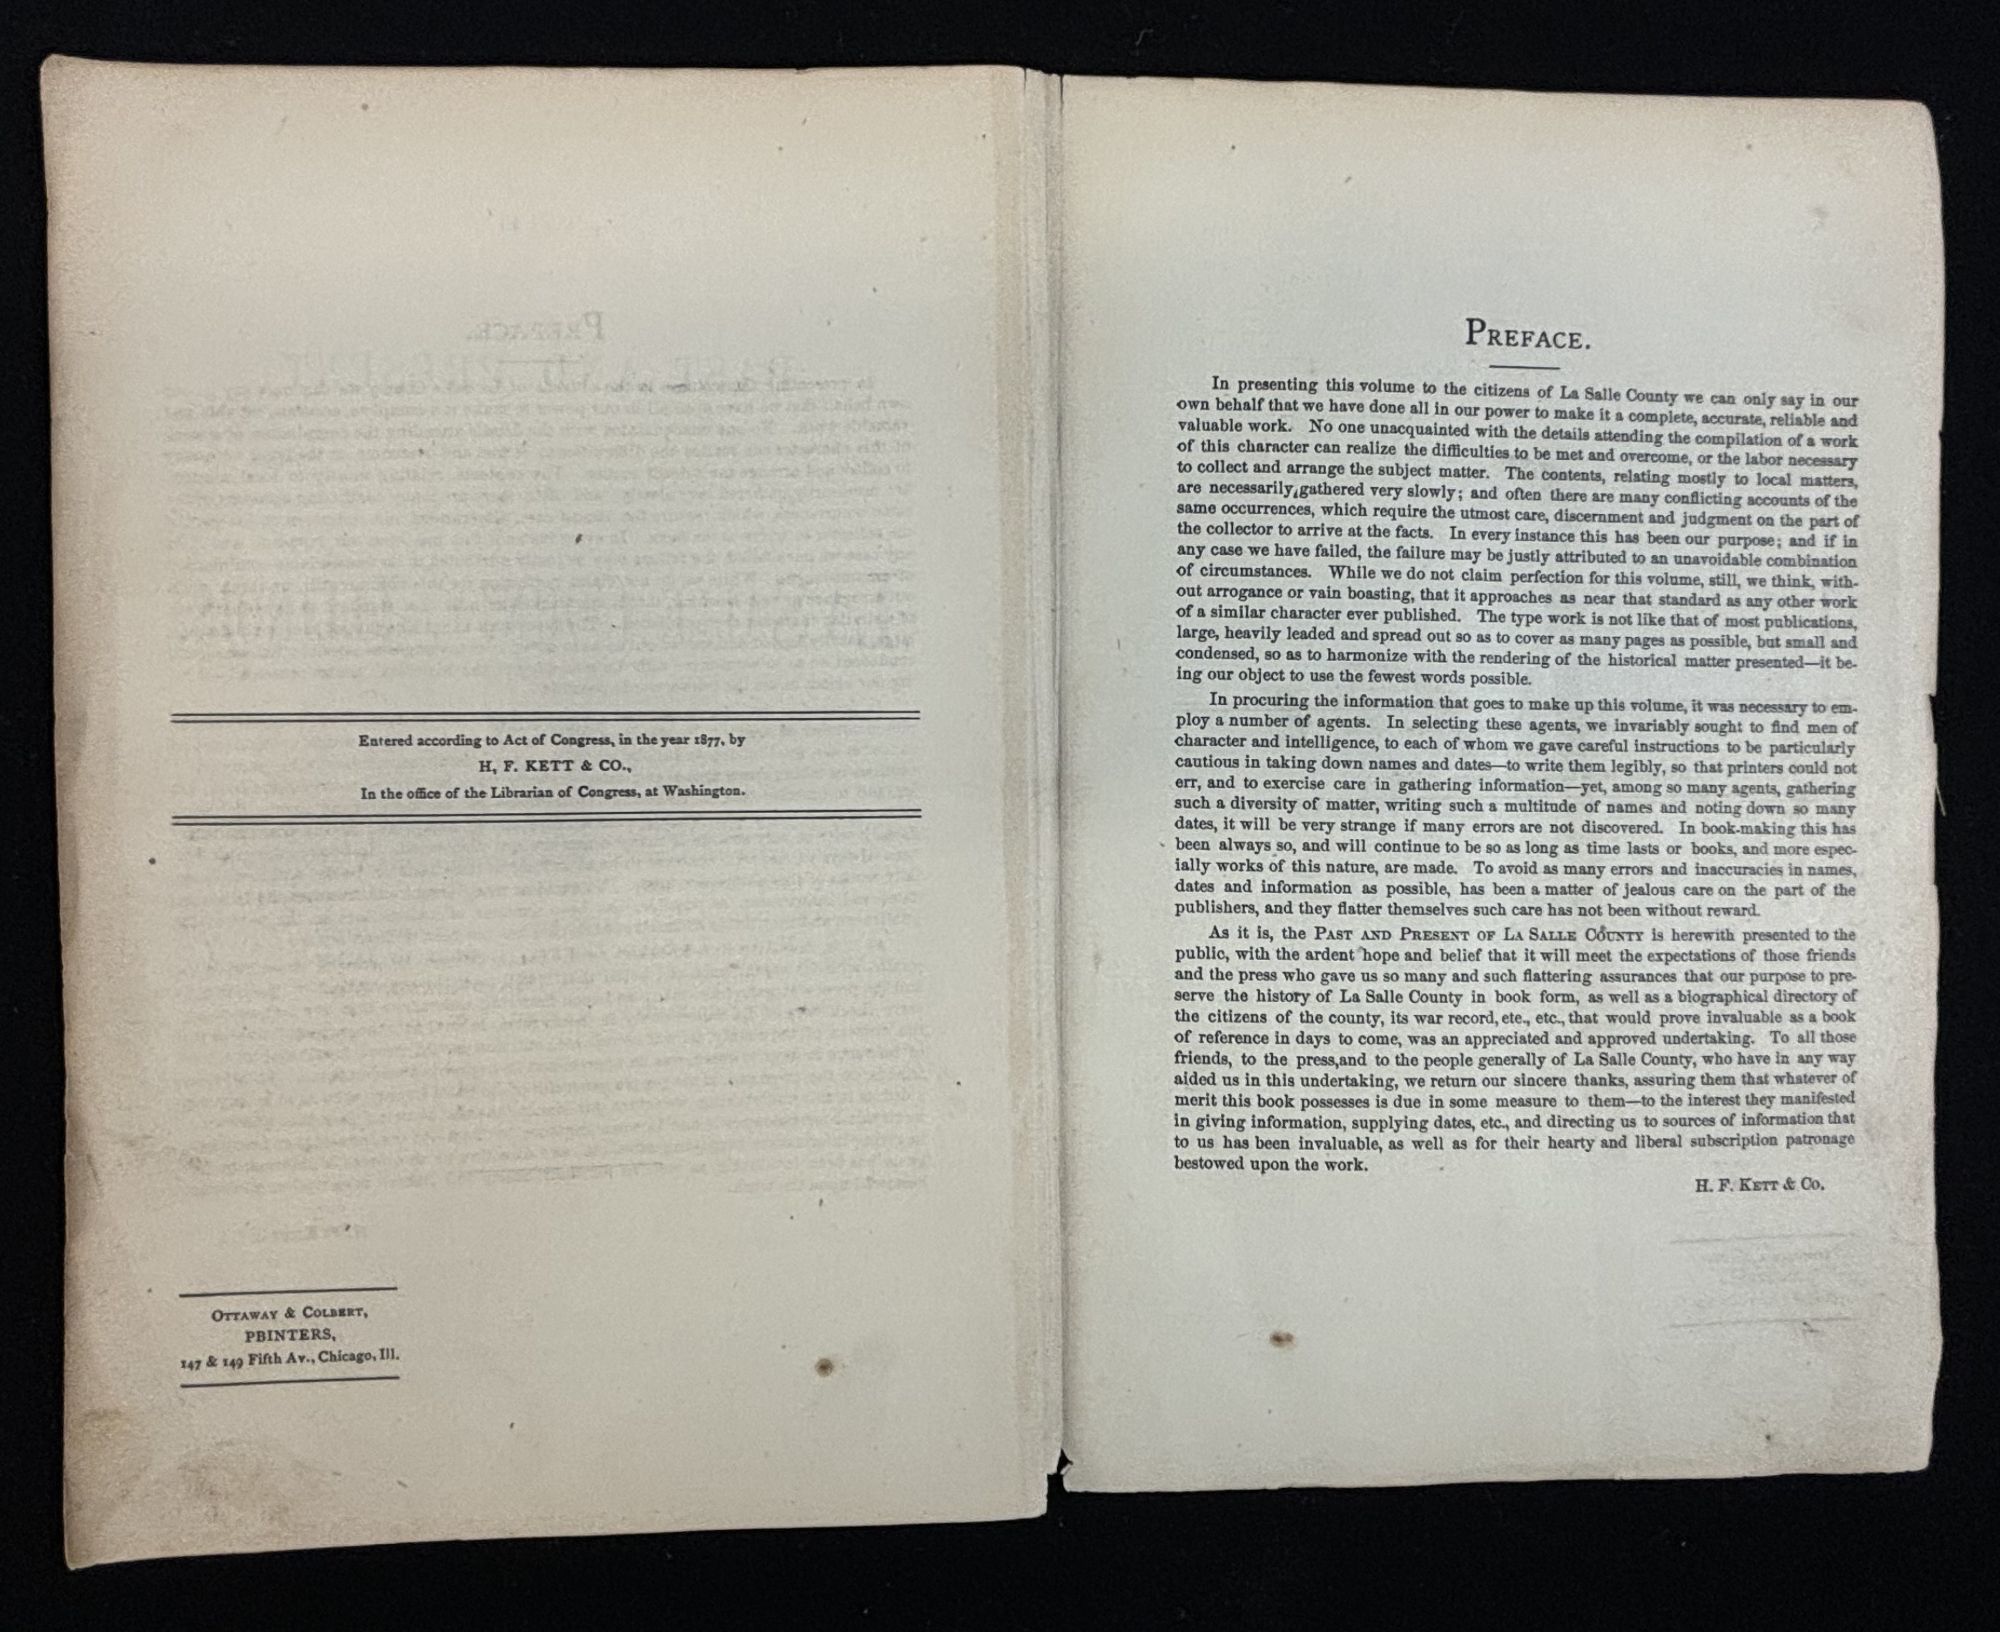 Entered according to Act of Congress, in the year 1877, by
H, F. KETT & CO.,
In the office of the Librarian of Congress, at Washington.
OTTAWAY & COLBERT,
PBINTERS,
147 & 149 Fifth Av., Chicago, Ill.
PREFACE.
In presenting this volume to the citizens of La Salle County we can only say in our
own behalf that we have done all in our power to make it a complete, accurate, reliable and
valuable work. No one unacquainted with the details attending the compilation of a work
of this character can realize the difficulties to be met and overcome, or the labor necessary
to collect and arrange the subject matter. The contents, relating mostly to local matters,
are necessarily gathered very slowly; and often there are many conflicting accounts of the
same occurrences, which require the utmost care, discernment and judgment on the part of
the collector to arrive at the facts. In every instance this has been our purpose; and if in
any case we have failed, the failure may be justly attributed to an unavoidable combination
of circumstances. While we do not claim perfection for this volume, still, we think, with-
out arrogance or vain boasting, that it approaches as near that standard as any other work
of a similar character ever published. The type work is not like that of most publications,
large, heavily leaded and spread out so as to cover as many pages as possible, but small and
condensed, so as to harmonize with the rendering of the historical matter presented—it be-
ing our object to use the fewest words possible.
In procuring the information that goes to make up this volume, it was necessary to em-
ploy a number of agents. In selecting these agents, we invariably sought to find men of
character and intelligence, to each of whom we gave careful instructions to be particularly
cautious in taking down names and dates—to write them legibly, so that printers could not
err, and to exercise care in gathering information—yet, among so many agents, gathering
such a diversity of matter, writing such a multitude of names and noting down so many
dates, it will be very strange if many errors are not discovered. In book-making this has
been always so, and will continue to be so as long as time lasts or books, and more espec-
ially works of this nature, are made. To avoid as many errors and inaccuracies in names,
dates and information as possible, has been a matter of jealous care on the part of the
publishers, and they flatter themselves such care has not been without reward.
As it is, the PAST AND PRESENT OF LA SALLE COUNTY is herewith presented to the
public, with the ardent hope and belief that it will meet the expectations of those friends
and the press who gave us so many and such flattering assurances that our purpose to pre-
serve the history of La Salle County in book form, as well as a biographical directory of
the citizens of the county, its war record, ete., etc., that would prove invaluable as a book
of reference in days to come, was an appreciated and approved undertaking. To all those
friends, to the press,and to the people generally of La Salle County, who have in any way
aided us in this undertaking, we return our sincere thanks, assuring them that whatever of
merit this book possesses is due in some measure to them—to the interest they manifested
in giving information, supplying dates, etc., and directing us to sources of information that
to us has been invaluable, as well as for their hearty and liberal subscription patronage
bestowed upon the work.
H. F. KETT & Co.